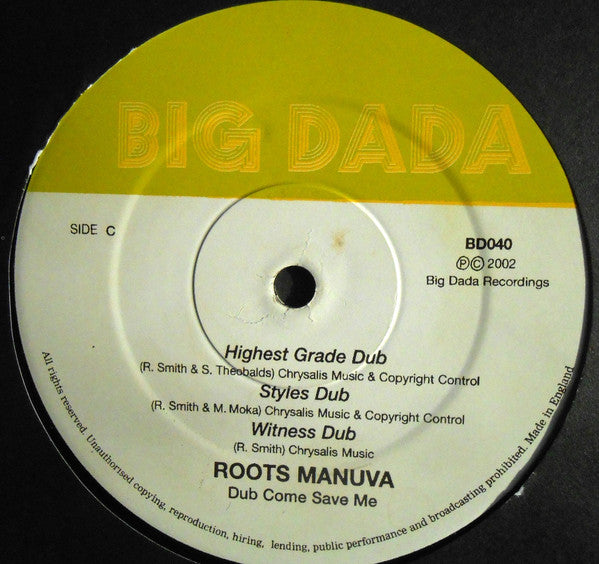 BIG DADA
SIDE C
BD040
Ⓟ© 2002
Big Dada Recordings
Highest Grade Dub
(R. Smith & S. Theobalds) Chrysalis Music & Copyright Control
Styles Dub
(R. Smith & M. Moka) Chrysalis Music & Copyright Control
Witness Dub
(R. Smith) Chrysalis Music
ROOTS MANUVA
Dub Come Save Me
All rights reserved. Unauthorised copying, reproduction, hiring, lending, public performance and broadcasting prohibited. Made in England